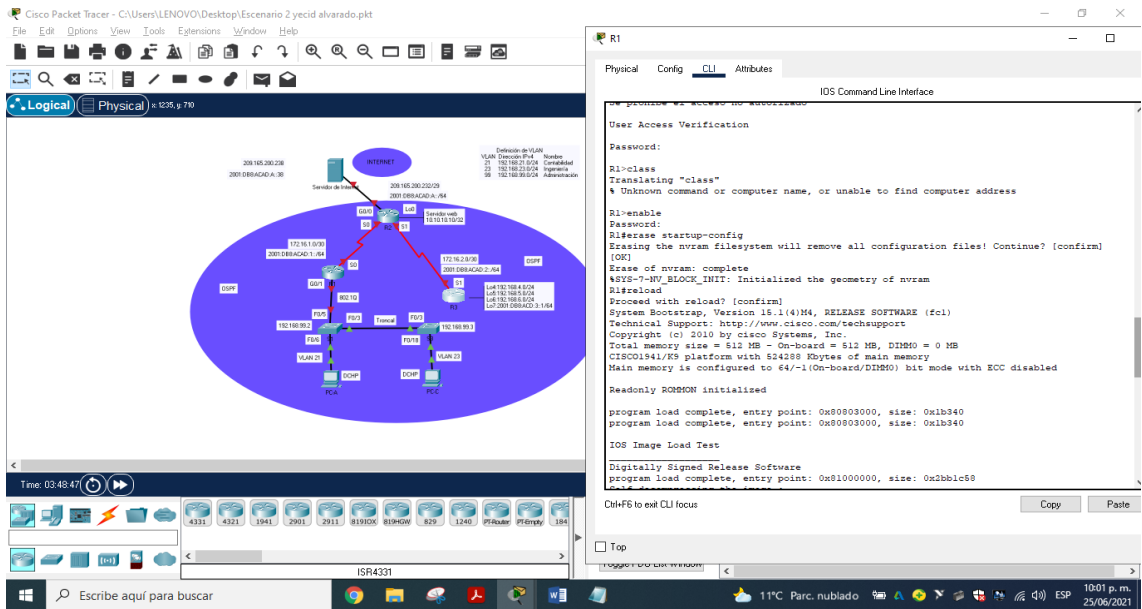 Cisco Packet Tracer - C:\Users\LENOVO\Desktop\Escenario 2 yecid alvarado.pkt
File Edit Options View Tools Extensions Window Help
Logical Physical x: 1235, y: 710
209.165.200.238
2001:DB8:ACAD:A::38
Servidor de Internet
INTERNET
Definición de VLAN
VLAN Dirección IPv4 Nombre
21 192.168.21.0/24 Contabilidad
23 192.168.23.0/24 Ingeniería
99 192.168.99.0/24 Administración
209.165.200.232/29
2001:DB8:ACAD:A::/64
G0/0
Lo0
Servidor web
10.10.10.10/32
R2
S0
S1
172.16.1.0/30
2001:DB8:ACAD:1::/64
172.16.2.0/30
2001:DB8:ACAD:2::/64
OSPF
S0
OSPF
S1
G0/1
R3
Lo4:192.168.4.0/24
Lo5:192.168.5.0/24
Lo6:192.168.6.0/24
Lo7:2001:DB8:ACD:3:1/64
802.1Q
F0/5
192.168.99.2
F0/3
Troncal
F0/3
192.168.99.3
F0/6
F0/18
VLAN 21
VLAN 23
DCHP
DCHP
PC-A
PC-C
Time: 03:48:47
4331 4321 1941 2901 2911 819IOX 819HGW 829 1240 PT-Router PT-Empty 184
ISR4331
R1
Physical Config CLI Attributes
IOS Command Line Interface
Se prohibe el acceso no autorizado
User Access Verification
Password:
R1>class
Translating "class"
% Unknown command or computer name, or unable to find computer address
R1>enable
Password:
R1#erase startup-config
Erasing the nvram filesystem will remove all configuration files! Continue? [confirm]
[OK]
Erase of nvram: complete
%SYS-7-NV_BLOCK_INIT: Initialized the geometry of nvram
R1#reload
Proceed with reload? [confirm]
System Bootstrap, Version 15.1(4)M4, RELEASE SOFTWARE (fc1)
Technical Support: http://www.cisco.com/techsupport
Copyright (c) 2010 by cisco Systems, Inc.
Total memory size = 512 MB - On-board = 512 MB, DIMM0 = 0 MB
CISCO1941/K9 platform with 524288 Kbytes of main memory
Main memory is configured to 64/-1(On-board/DIMM0) bit mode with ECC disabled
Readonly ROMMON initialized
program load complete, entry point: 0x80803000, size: 0x1b340
program load complete, entry point: 0x80803000, size: 0x1b340
IOS Image Load Test
Digitally Signed Release Software
program load complete, entry point: 0x81000000, size: 0x2bb1c58
Self decompressing the image :
Ctrl+F6 to exit CLI focus
Copy Paste
Top
Toggle PDU List Window
Escribe aquí para buscar
11°C Parc. nublado
ESP
10:01 p. m.
25/06/2021